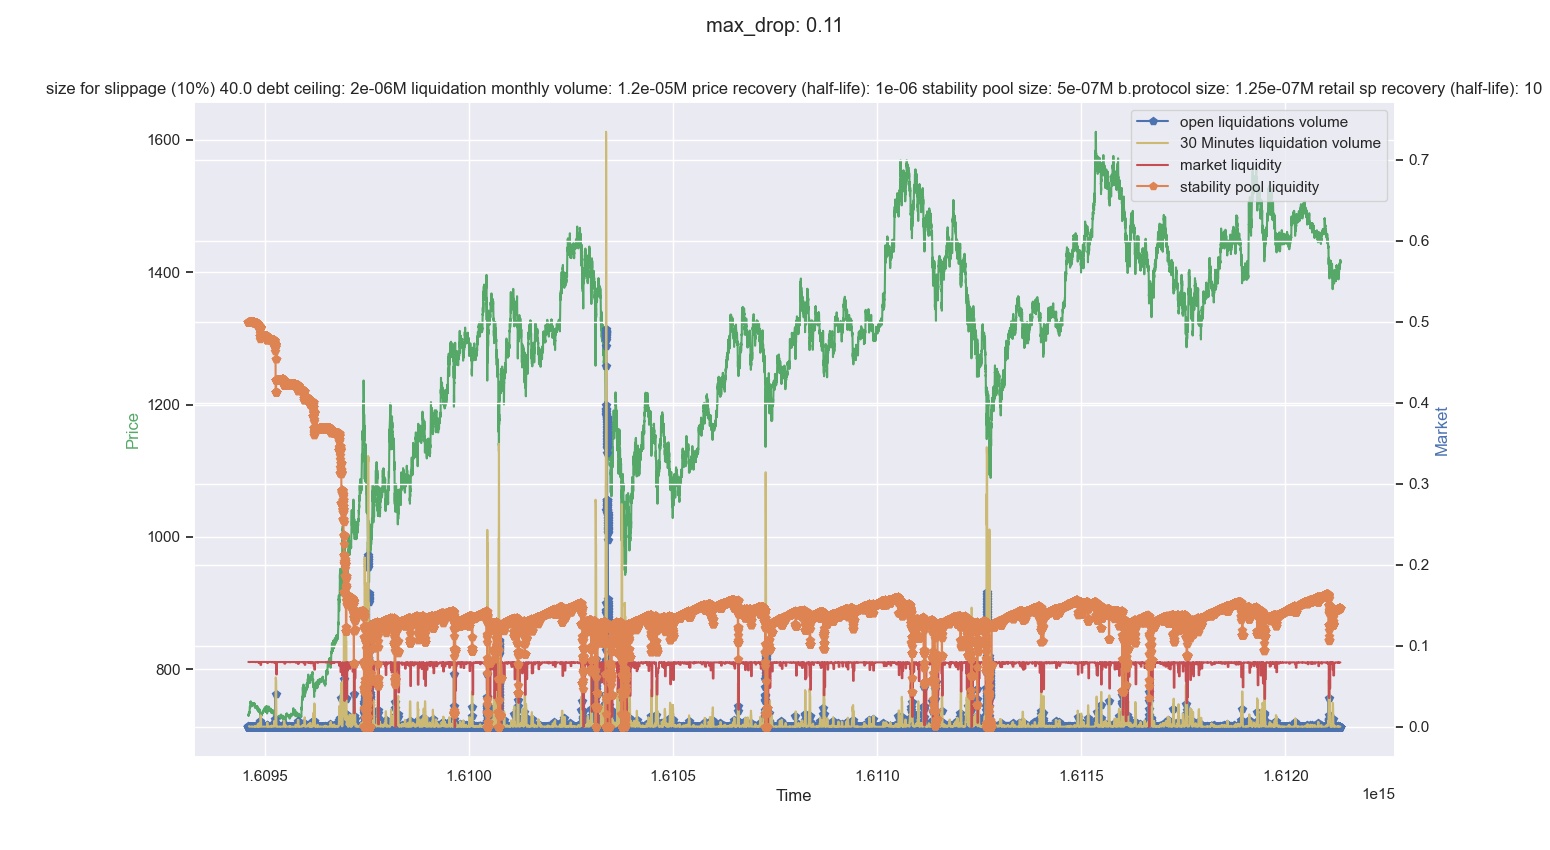 max_drop: 0.11
size for slippage (10%) 40.0 debt ceiling: 2e-06M liquidation monthly volume: 1.2e-05M price recovery (half-life): 1e-06 stability pool size: 5e-07M b.protocol size: 1.25e-07M retail sp recovery (half-life): 10
open liquidations volume
30 Minutes liquidation volume
market liquidity
stability pool liquidity
1600
1400
1200
1000
800
Price
0.7
0.6
0.5
0.4
0.3
0.2
0.1
0.0
Market
1.6095
1.6100
1.6105
1.6110
1.6115
1.6120
Time
1e15